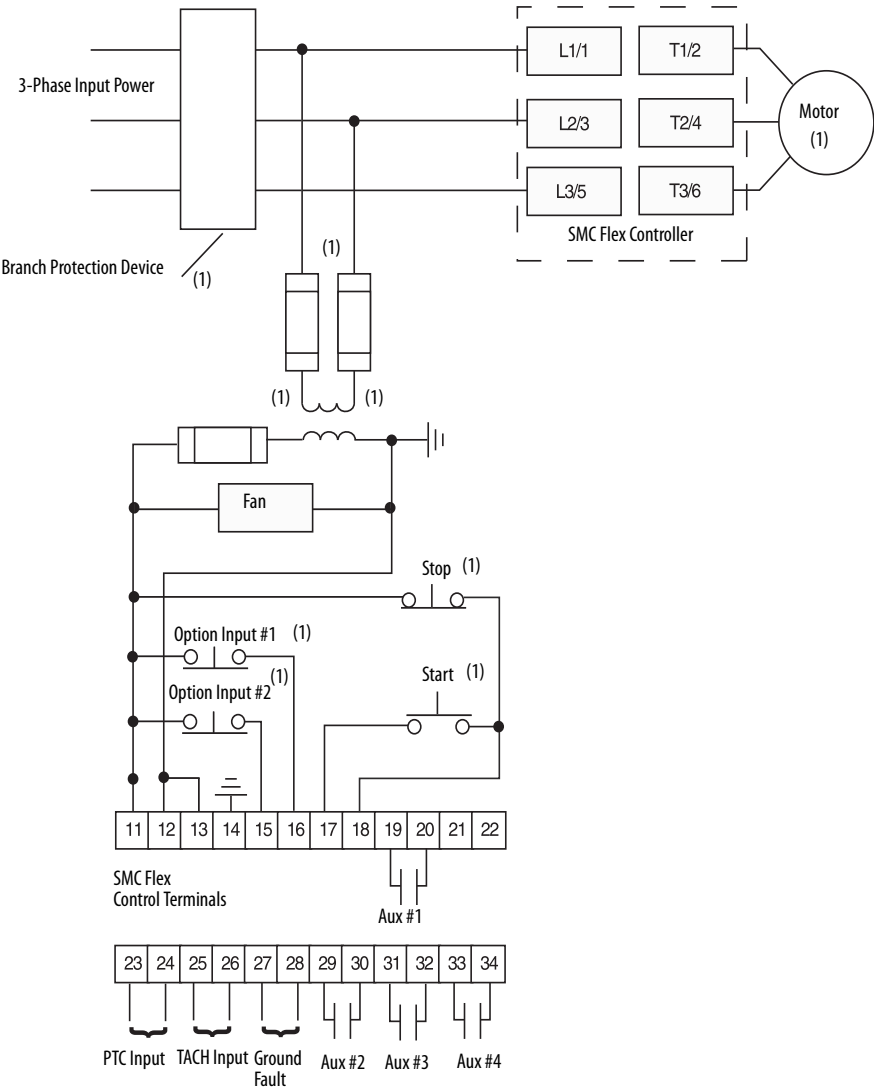 3-Phase Input Power
L1/1
T1/2
L2/3
T2/4
L3/5
T3/6
Motor
(1)
SMC Flex Controller
Branch Protection Device
(1)
(1)
(1)
(1)
Fan
Stop (1)
Option Input #1 (1)
Start (1)
Option Input #2 (1)
11 12 13 14 15 16 17 18 19 20 21 22
SMC Flex
Control Terminals
Aux #1
23 24 25 26 27 28 29 30 31 32 33 34
PTC Input
TACH Input
Ground
Fault
Aux #2
Aux #3
Aux #4